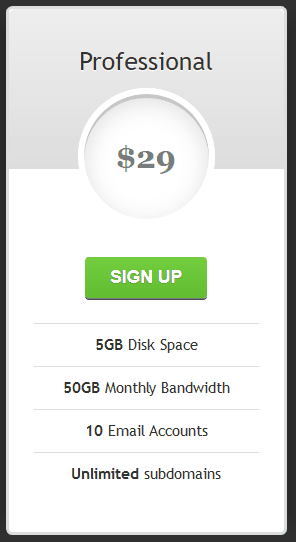 Professional
$29
SIGN UP
5GB Disk Space
50GB Monthly Bandwidth
10 Email Accounts
Unlimited subdomains